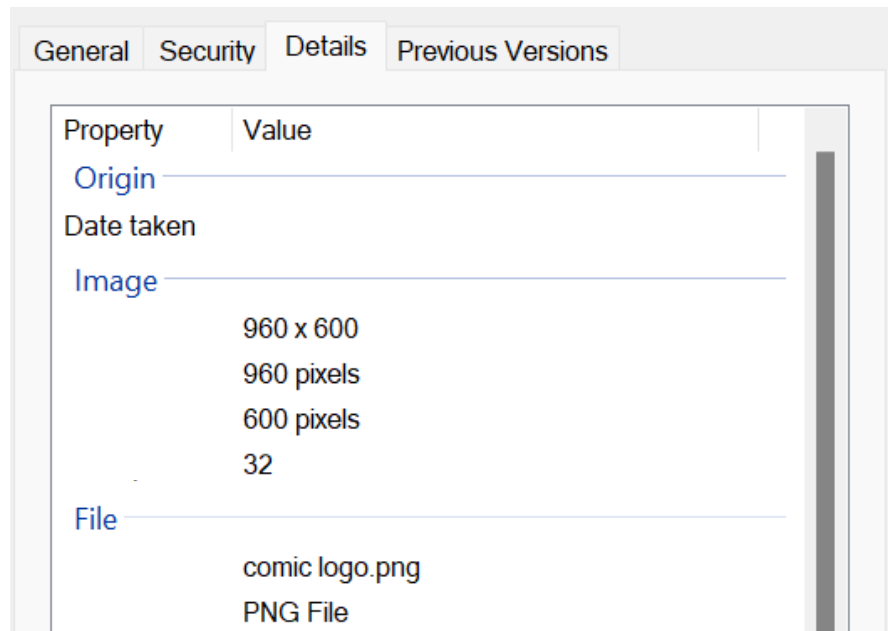 General Security Details Previous Versions
Property Value
Origin
Date taken
Image
960 x 600
960 pixels
600 pixels
32
File
comic logo.png
PNG File